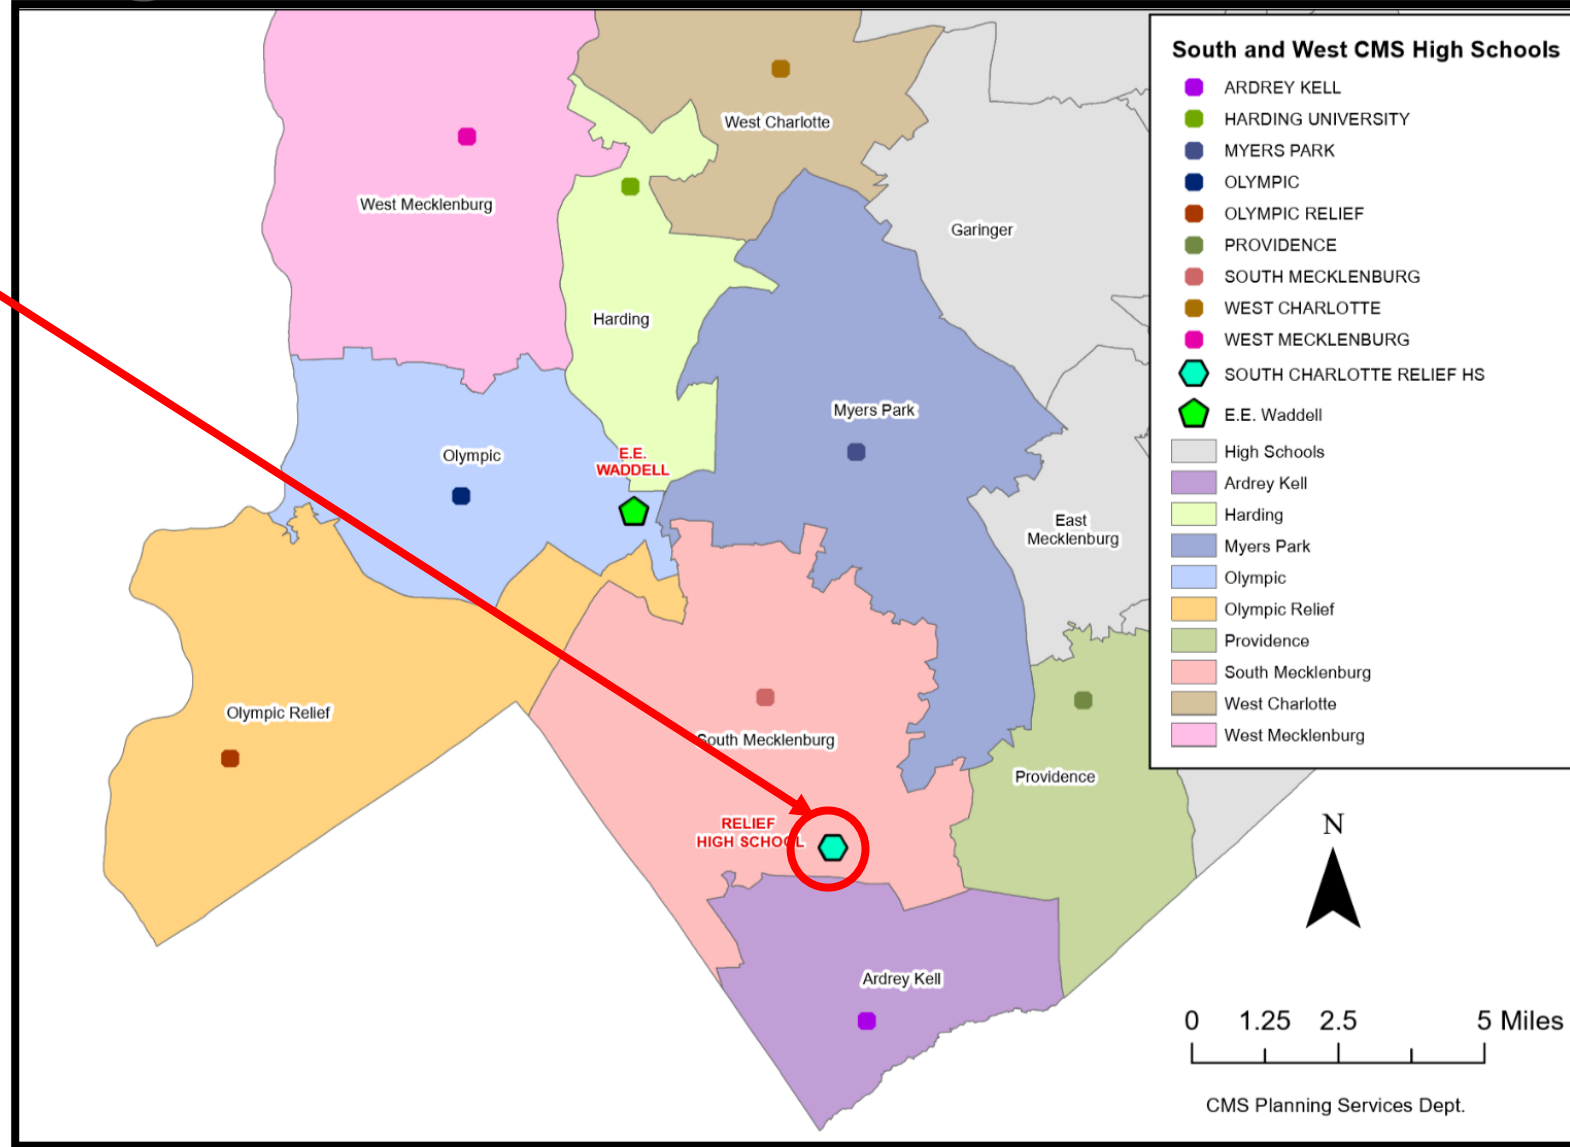 South and West CMS High Schools
ARDREY KELL
HARDING UNIVERSITY
MYERS PARK
OLYMPIC
OLYMPIC RELIEF
PROVIDENCE
SOUTH MECKLENBURG
WEST CHARLOTTE
WEST MECKLENBURG
SOUTH CHARLOTTE RELIEF HS
E.E. Waddell
High Schools
Ardrey Kell
Harding
Myers Park
Olympic
Olympic Relief
Providence
South Mecklenburg
West Charlotte
West Mecklenburg
West Charlotte
West Mecklenburg
Garinger
Harding
Myers Park
Olympic
E.E.
WADDELL
East
Mecklenburg
Olympic Relief
South Mecklenburg
Providence
RELIEF
HIGH SCHOOL
Ardrey Kell
N
0 1.25 2.5 5 Miles
CMS Planning Services Dept.